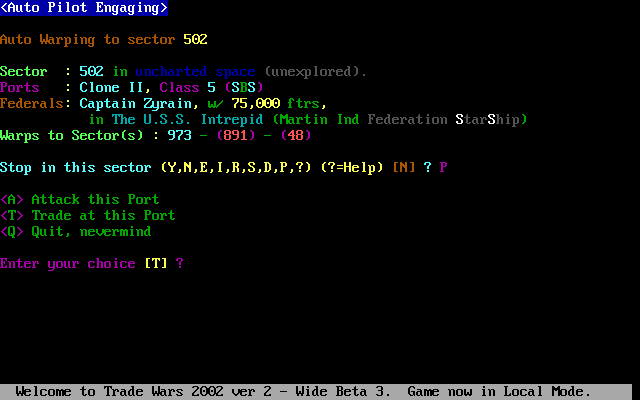 <Auto Pilot Engaging>
Auto Warping to sector 502
Sector  : 502 in uncharted space (unexplored).
Ports   : Clone II, Class 5 (SBS)
Federals: Captain Zyrain, w/ 75,000 ftrs,
in The U.S.S. Intrepid (Martin Ind Federation StarShip)
Warps to Sector(s) : 973 - (891) - (48)
Stop in this sector (Y,N,E,I,R,S,D,P,?) (?=Help) [N] ? P
<A> Attack this Port
<T> Trade at this Port
<Q> Quit, nevermind
Enter your choice [T] ?
Welcome to Trade Wars 2002 ver 2 - Wide Beta 3.  Game now in Local Mode.